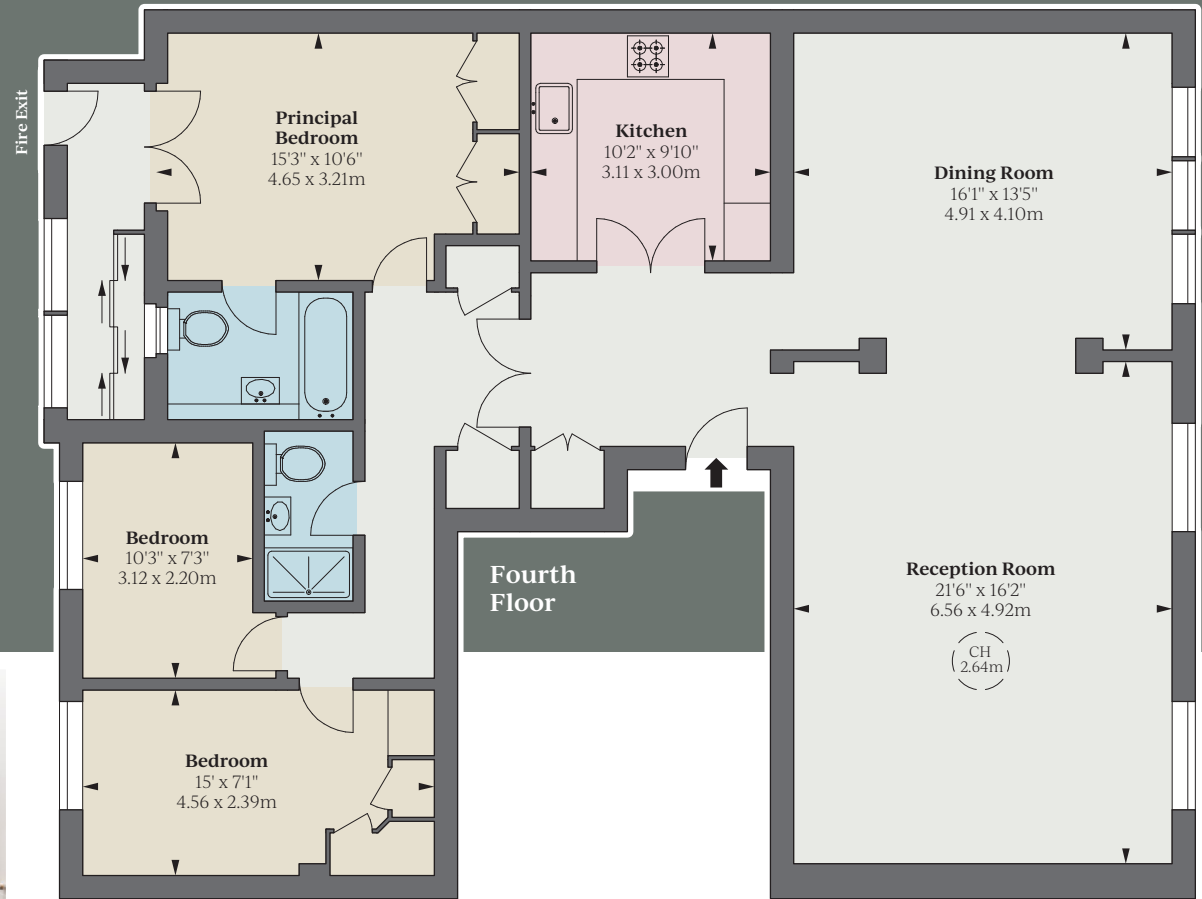 Fire Exit
Principal
Bedroom
15'3" x 10'6"
4.65 x 3.21m
Kitchen
10'2" x 9'10"
3.11 x 3.00m
Dining Room
16'1" x 13'5"
4.91 x 4.10m
Bedroom
10'3" x 7'3"
3.12 x 2.20m
Fourth
Floor
Reception Room
21'6" x 16'2"
6.56 x 4.92m
CH
2.64m
Bedroom
15' x 7'1"
4.56 x 2.39m